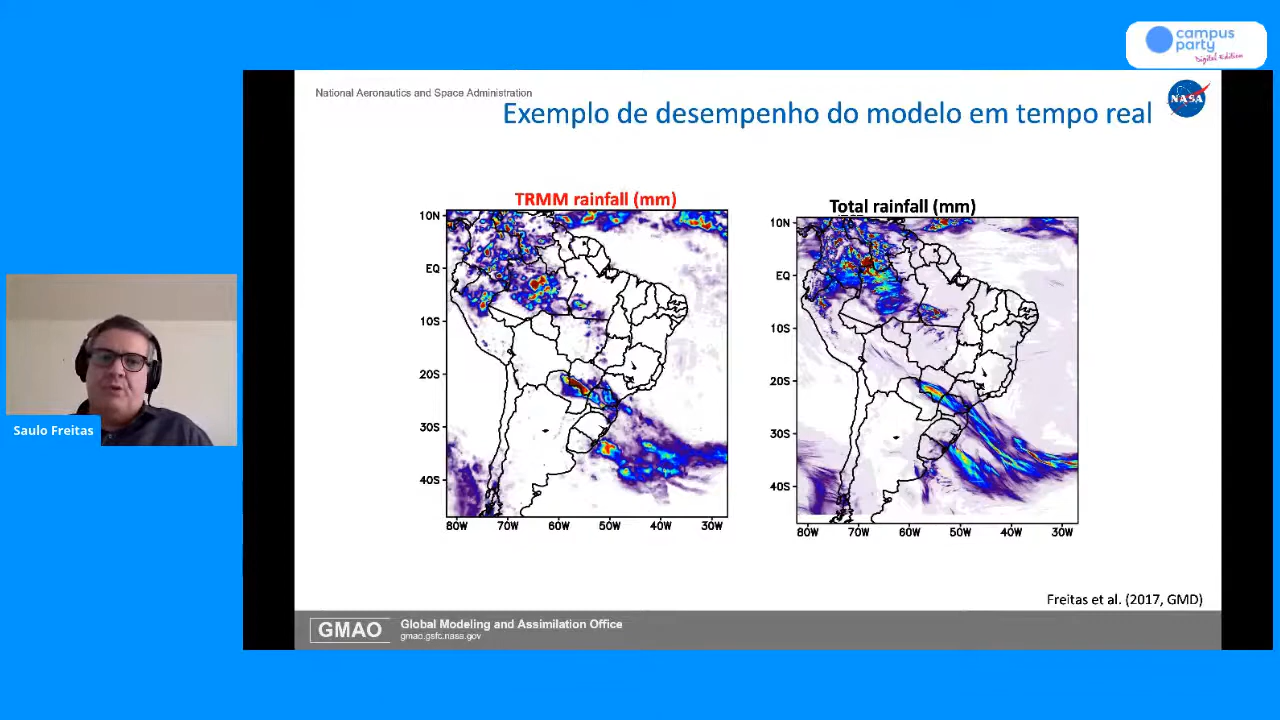 campus
party
Digital Edition
National Aeronautics and Space Administration
Exemplo de desempenho do modelo em tempo real
NASA
TRMM rainfall (mm)
Total rainfall (mm)
10N
EQ
10S
20S
30S
40S
80W 70W 60W 50W 40W 30W
10N
EQ
10S
20S
30S
40S
80W 70W 60W 50W 40W 30W
Saulo Freitas
Freitas et al. (2017, GMD)
GMAO
Global Modeling and Assimilation Office
gmao.gsfc.nasa.gov